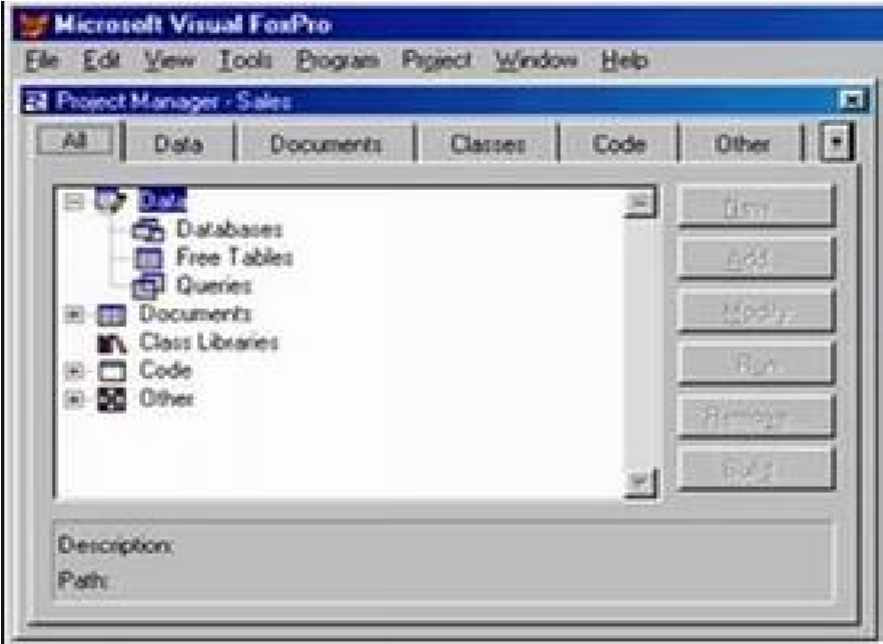 Microsoft Visual FoxPro
File Edit View Tools Program Project Window Help
Project Manager - Sales
All Data Documents Classes Code Other
Data
Databases
Free Tables
Queries
Documents
Class Libraries
Code
Other
New...
Add...
Modify
Run
Remove...
Build...
Description:
Path: